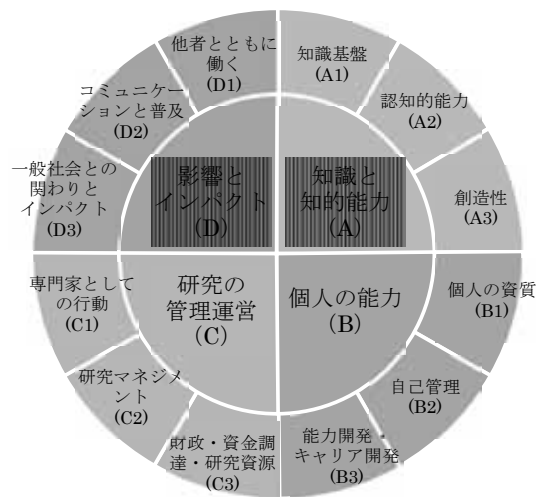 他者とともに
働く
(D1)
知識基盤
(A1)
コミュニケー
ションと普及
(D2)
認知的能力
(A2)
一般社会との
関わりと
インパクト
(D3)
創造性
(A3)
影響と
インパクト
(D)
知識と
知的能力
(A)
専門家として
の行動
(C1)
研究の
管理運営
(C)
個人の能力
(B)
個人の資質
(B1)
研究マネジメ
ント
(C2)
自己管理
(B2)
財政・資金調
達・研究資源
(C3)
能力開発・
キャリア開発
(B3)